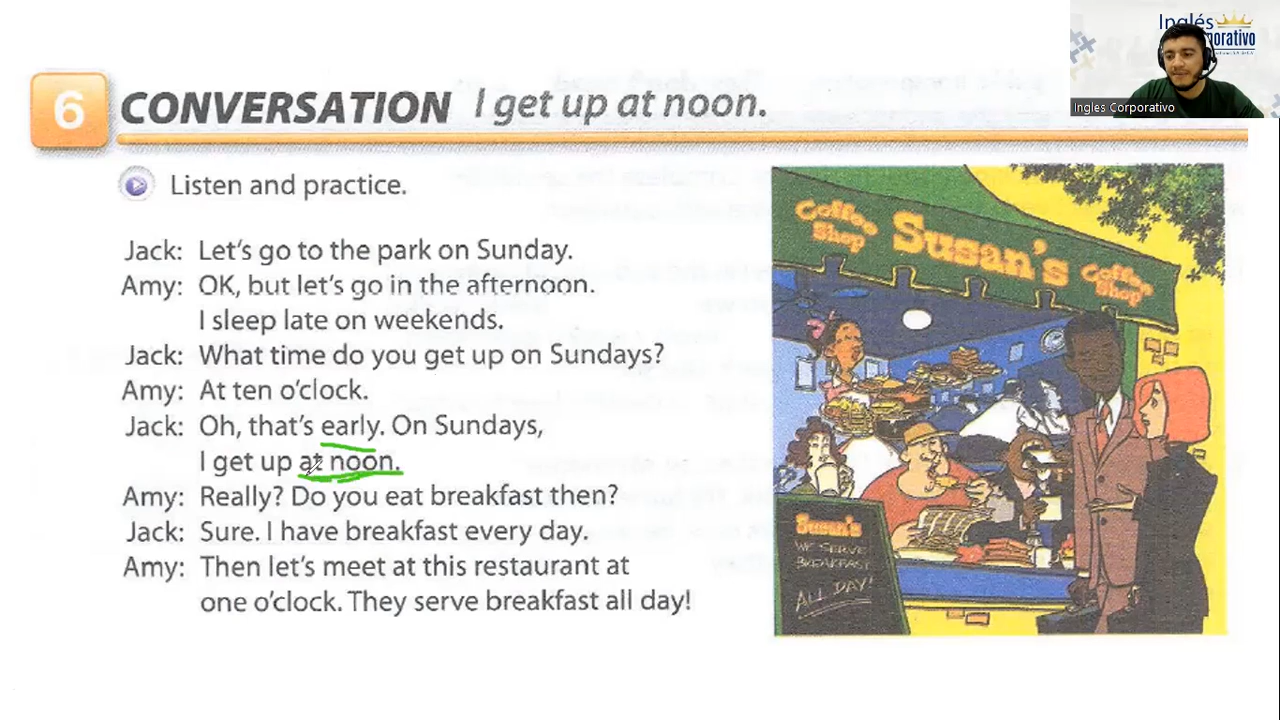 Inglés
porativo
Ingles Corporativo
6 CONVERSATION I get up at noon.
Listen and practice.
Jack: Let's go to the park on Sunday.
Amy: OK, but let's go in the afternoon.
I sleep late on weekends.
Jack: What time do you get up on Sundays?
Amy: At ten o'clock.
Jack: Oh, that's early. On Sundays,
I get up at noon.
Amy: Really? Do you eat breakfast then?
Jack: Sure. I have breakfast every day.
Amy: Then let's meet at this restaurant at
one o'clock. They serve breakfast all day!
Coffee Shop Susan's Coffee Shop
Susan's
WE SERVE
BREAKFAST
ALL DAY!